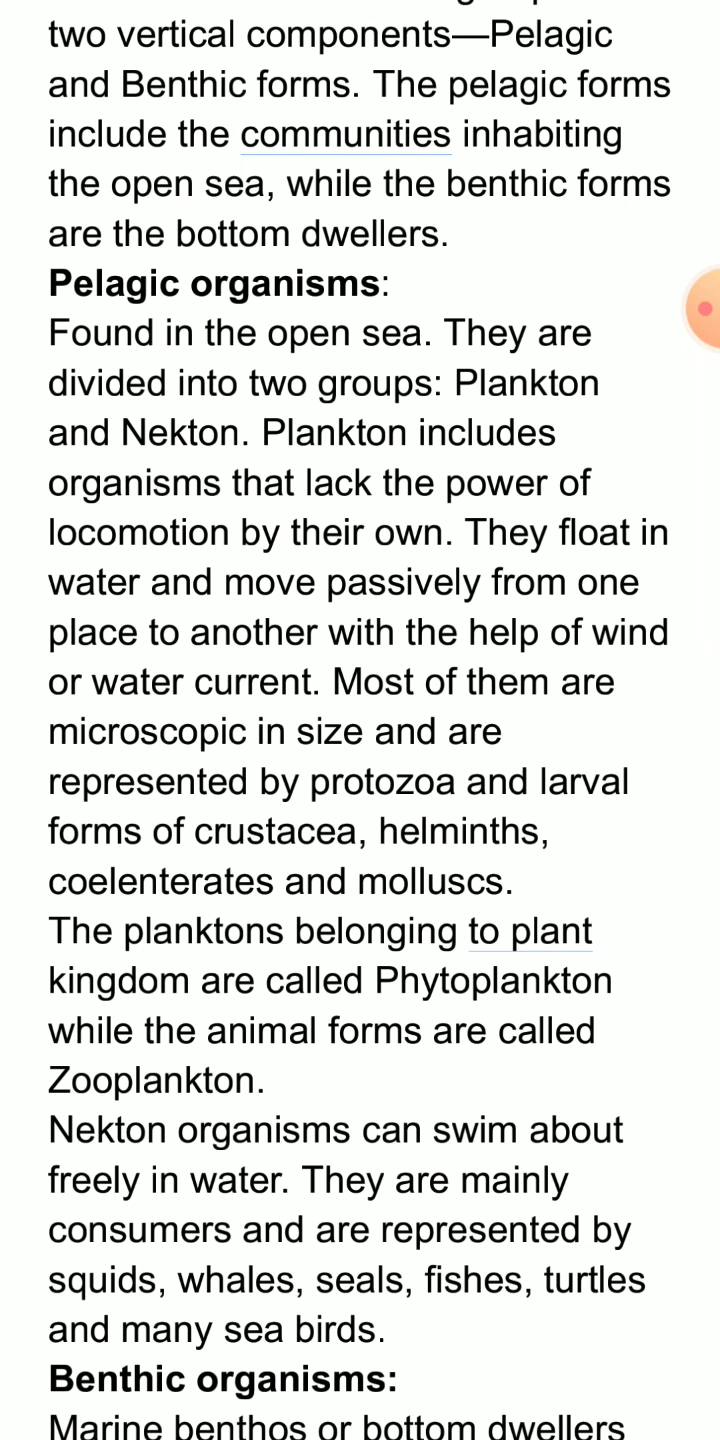 two vertical components—Pelagic
and Benthic forms. The pelagic forms
include the communities inhabiting
the open sea, while the benthic forms
are the bottom dwellers.
Pelagic organisms:
Found in the open sea. They are
divided into two groups: Plankton
and Nekton. Plankton includes
organisms that lack the power of
locomotion by their own. They float in
water and move passively from one
place to another with the help of wind
or water current. Most of them are
microscopic in size and are
represented by protozoa and larval
forms of crustacea, helminths,
coelenterates and molluscs.
The planktons belonging to plant
kingdom are called Phytoplankton
while the animal forms are called
Zooplankton.
Nekton organisms can swim about
freely in water. They are mainly
consumers and are represented by
squids, whales, seals, fishes, turtles
and many sea birds.
Benthic organisms:
Marine benthos or bottom dwellers